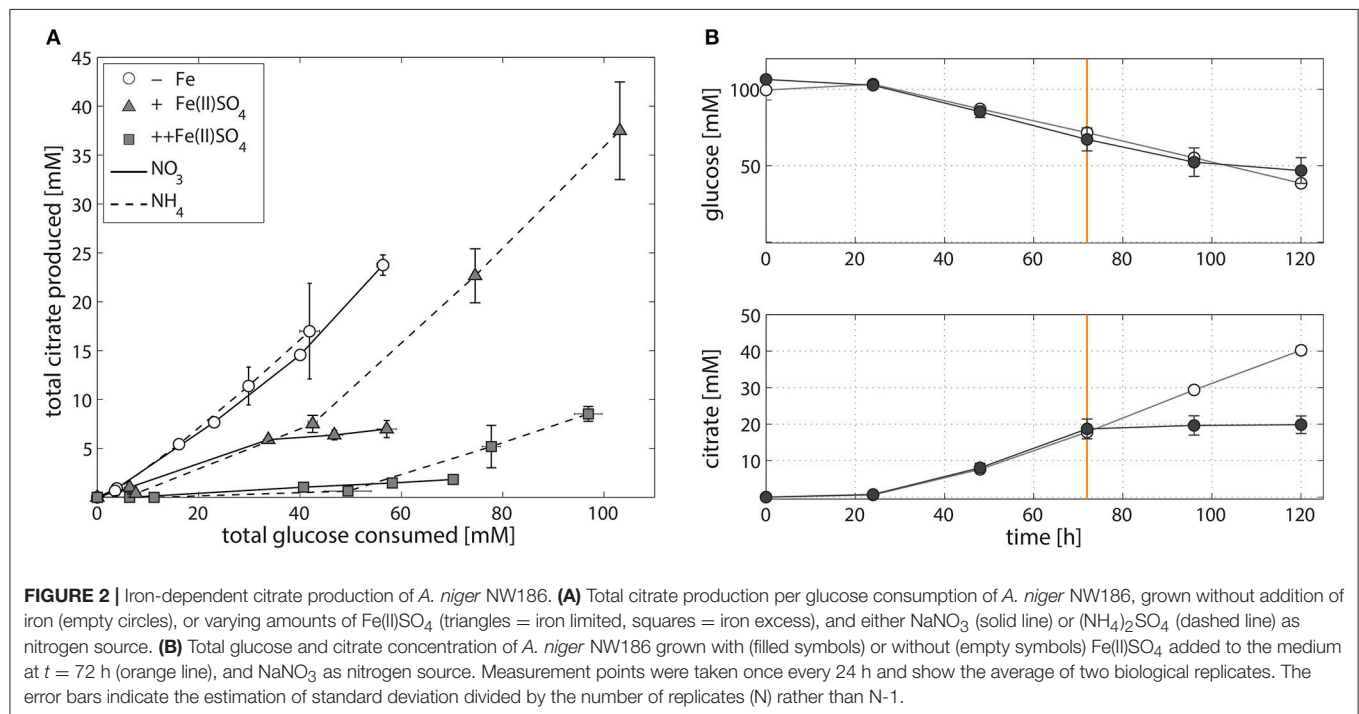 A
total citrate produced [mM]
45
40
35
30
25
20
15
10
5
0 20 40 60 80 100
total glucose consumed [mM]
– Fe
+ Fe(II)SO4
++Fe(II)SO4
NO3
NH4
B
glucose [mM]
100
50
0 20 40 60 80 100 120
citrate [mM]
50
40
30
20
10
0 20 40 60 80 100 120
time [h]
FIGURE 2 | Iron-dependent citrate production of A. niger NW186. (A) Total citrate production per glucose consumption of A. niger NW186, grown without addition of
iron (empty circles), or varying amounts of Fe(II)SO4 (triangles = iron limited, squares = iron excess), and either NaNO3 (solid line) or (NH4)2SO4 (dashed line) as
nitrogen source. (B) Total glucose and citrate concentration of A. niger NW186 grown with (filled symbols) or without (empty symbols) Fe(II)SO4 added to the medium
at t = 72 h (orange line), and NaNO3 as nitrogen source. Measurement points were taken once every 24 h and show the average of two biological replicates. The
error bars indicate the estimation of standard deviation divided by the number of replicates (N) rather than N-1.